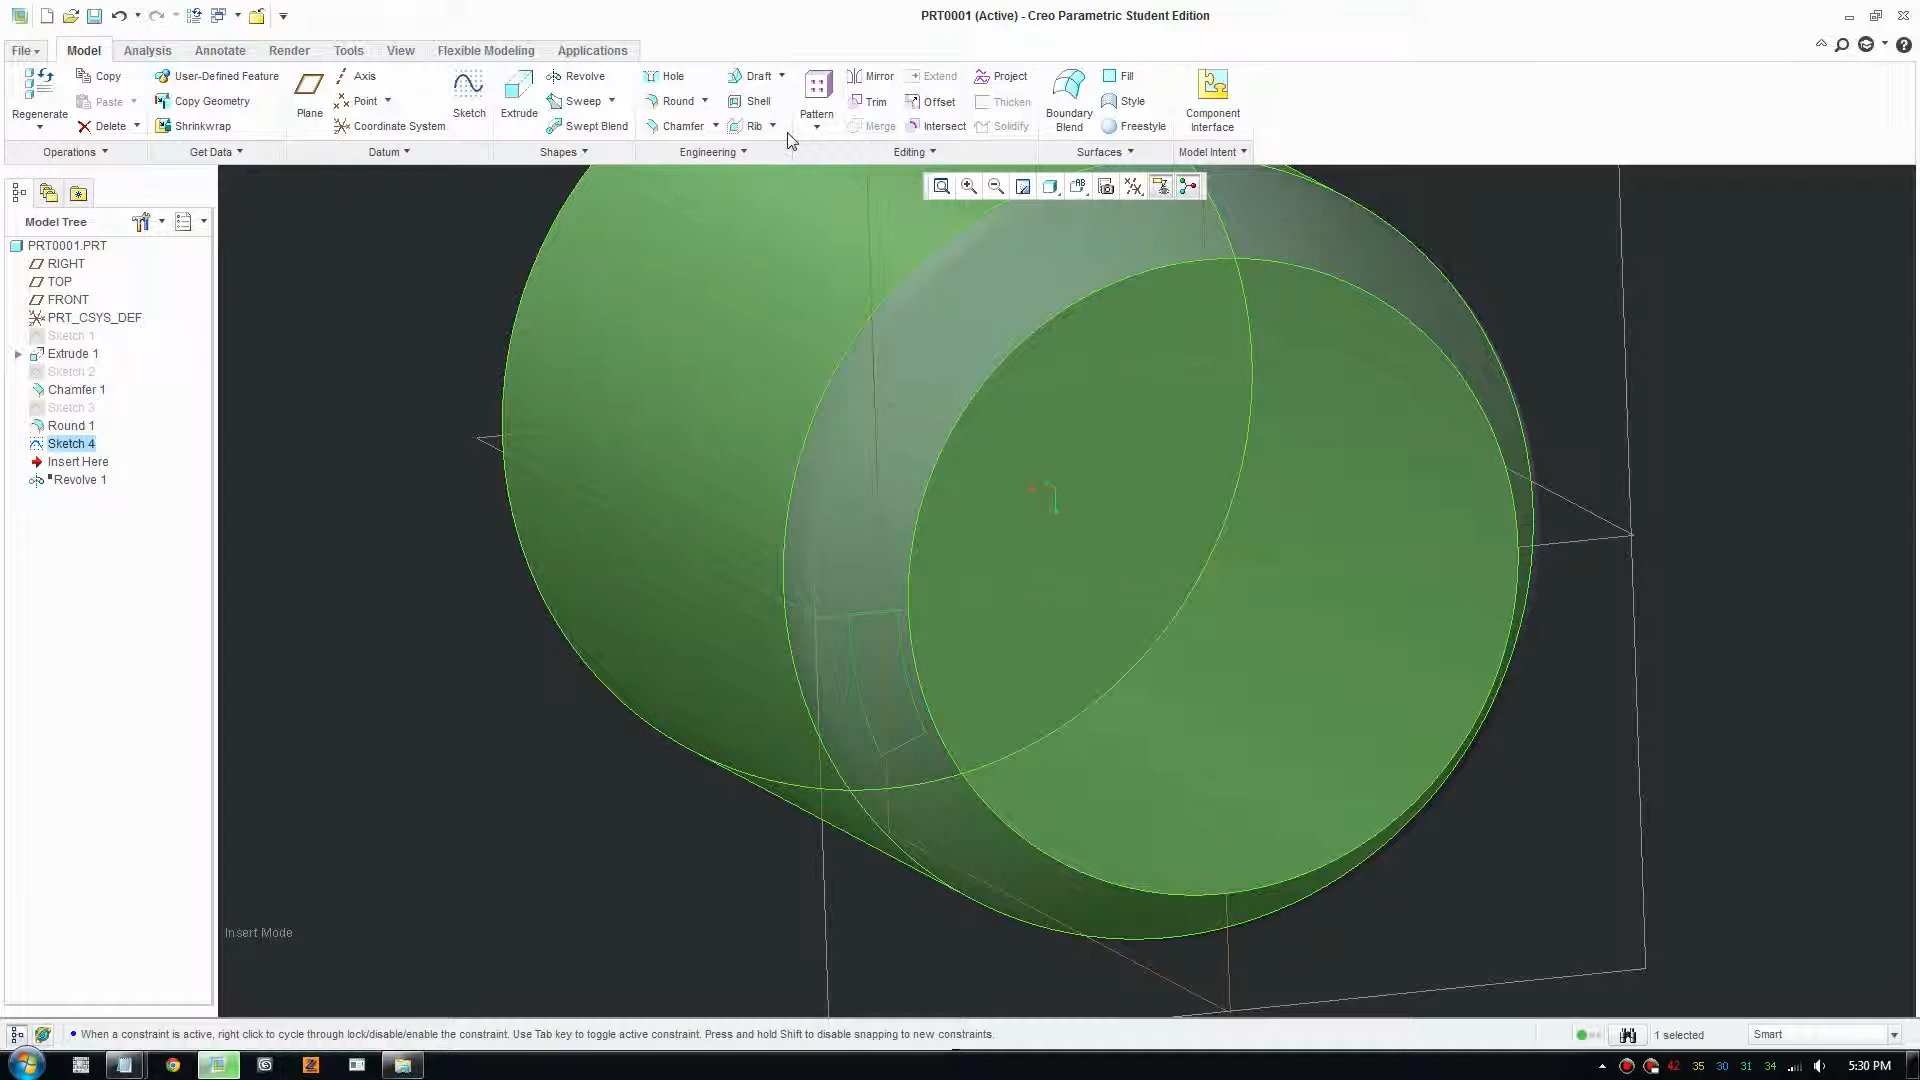 PRT0001 (Active) - Creo Parametric Student Edition
File Model Analysis Annotate Render Tools View Flexible Modeling Applications
Regenerate
Copy
Paste
Delete
User-Defined Feature
Copy Geometry
Shrinkwrap
Plane
Axis
Point
Coordinate System
Sketch
Extrude
Revolve
Sweep
Swept Blend
Hole
Round
Chamfer
Draft
Shell
Rib
Pattern
Mirror
Trim
Merge
Extend
Offset
Intersect
Project
Thicken
Solidify
Boundary
Blend
Fill
Style
Freestyle
Component
Interface
Operations Get Data Datum Shapes Engineering Editing Surfaces Model Intent
Model Tree
PRT0001.PRT
RIGHT
TOP
FRONT
PRT_CSYS_DEF
Sketch 1
Extrude 1
Sketch 2
Chamfer 1
Sketch 3
Round 1
Sketch 4
Insert Here
Revolve 1
Insert Mode
When a constraint is active, right click to cycle through lock/disable/enable the constraint. Use Tab key to toggle active constraint. Press and hold Shift to disable snapping to new constraints.
1 selected
Smart
42 35 30 31 34
5:30 PM